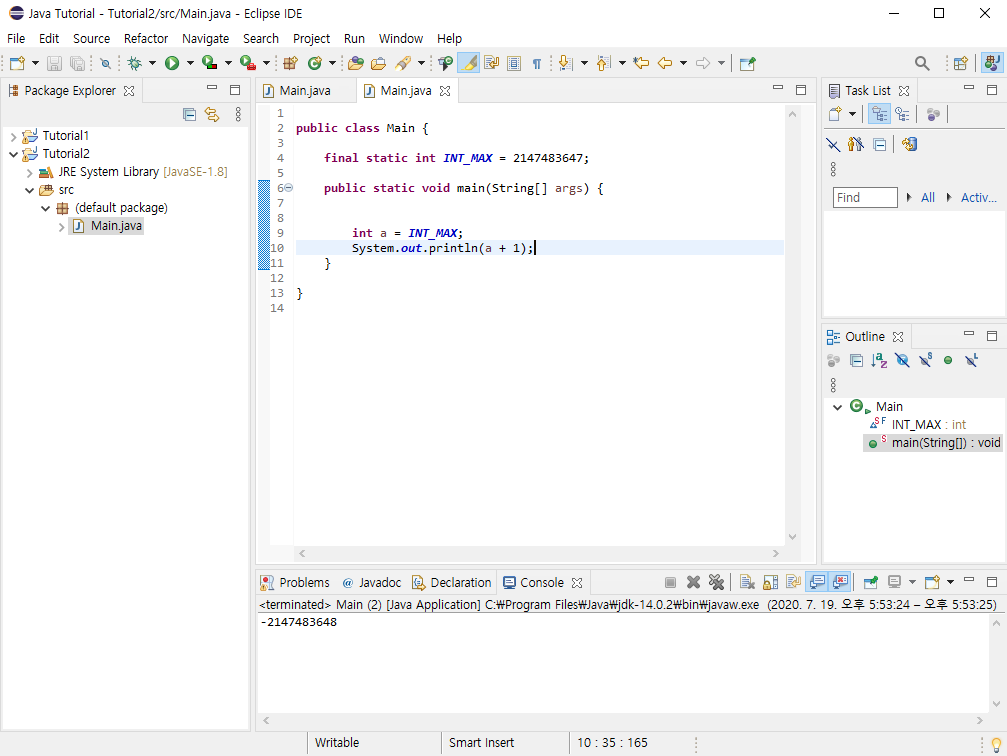 Java Tutorial - Tutorial2/src/Main.java - Eclipse IDE
File Edit Source Refactor Navigate Search Project Run Window Help
Package Explorer
Tutorial1
Tutorial2
JRE System Library [JavaSE-1.8]
src
(default package)
Main.java
Main.java Main.java
1
2 public class Main {
3
4 final static int INT_MAX = 2147483647;
5
6 public static void main(String[] args) {
7
8
9 int a = INT_MAX;
10 System.out.println(a + 1);
11 }
12
13 }
14
Task List
Find All Activ...
Outline
Main
INT_MAX : int
main(String[]) : void
Problems @ Javadoc Declaration Console
<terminated> Main (2) [Java Application] C:₩Program Files₩Java₩jdk-14.0.2₩bin₩javaw.exe (2020. 7. 19. 오후 5:53:24 – 오후 5:53:25)
-2147483648
Writable Smart Insert 10 : 35 : 165